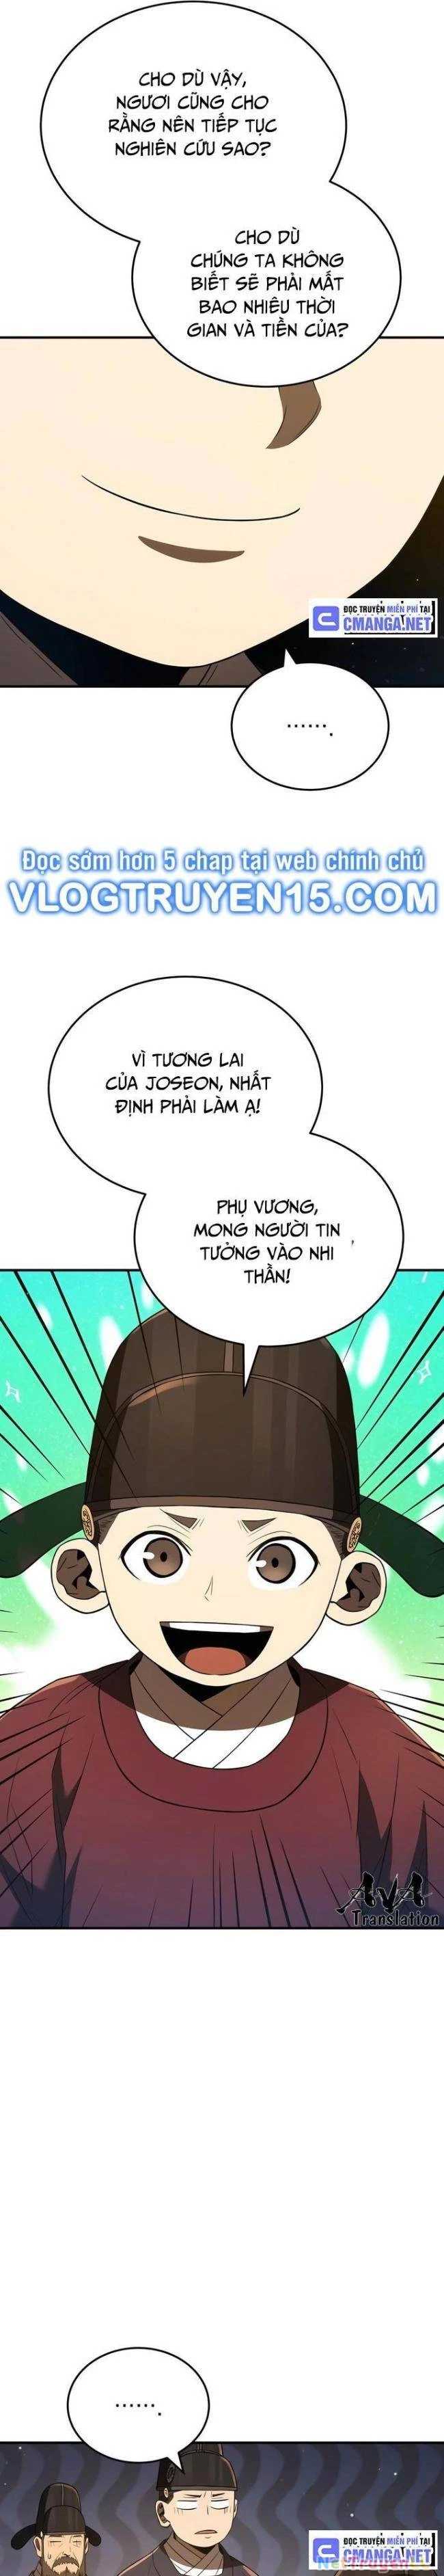 CHO DÙ VẬY,
NGƯƠI CŨNG CHO
RẰNG NÊN TIẾP TỤC
NGHIÊN CỨU SAO?
CHO DÙ
CHÚNG TA KHÔNG
BIẾT SẼ PHẢI MẤT
BAO NHIÊU THỜI
GIAN VÀ TIỀN CỦA?
ĐỌC TRUYỆN MIỄN PHÍ TẠI
CMANGA.NET
.......
Đọc sớm hơn 5 chap tại web chính chủ
VLOGTRUYEN15.COM
VÌ TƯƠNG LAI
CỦA JOSEON, NHẤT
ĐỊNH PHẢI LÀM Ạ!
PHỤ VƯƠNG,
MONG NGƯỜI TIN
TƯỞNG VÀO NHI
THẦN!
AVA
Translation
.......
ĐỌC TRUYỆN MIỄN PHÍ TẠI
CMANGA.NET